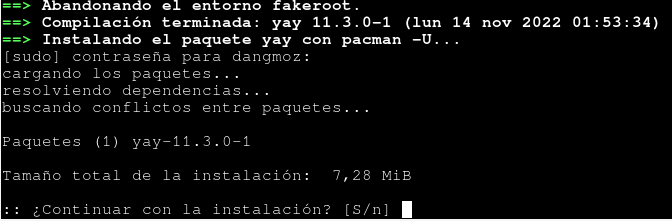 ==> Abandonando el entorno fakeroot.
==> Compilación terminada: yay 11.3.0-1 (lun 14 nov 2022 01:53:34)
==> Instalando el paquete yay con pacman -U...
[sudo] contraseña para dangmoz:
cargando los paquetes...
resolviendo dependencias...
buscando conflictos entre paquetes...
Paquetes (1) yay-11.3.0-1
Tamaño total de la instalación:  7,28 MiB
:: ¿Continuar con la instalación? [S/n]